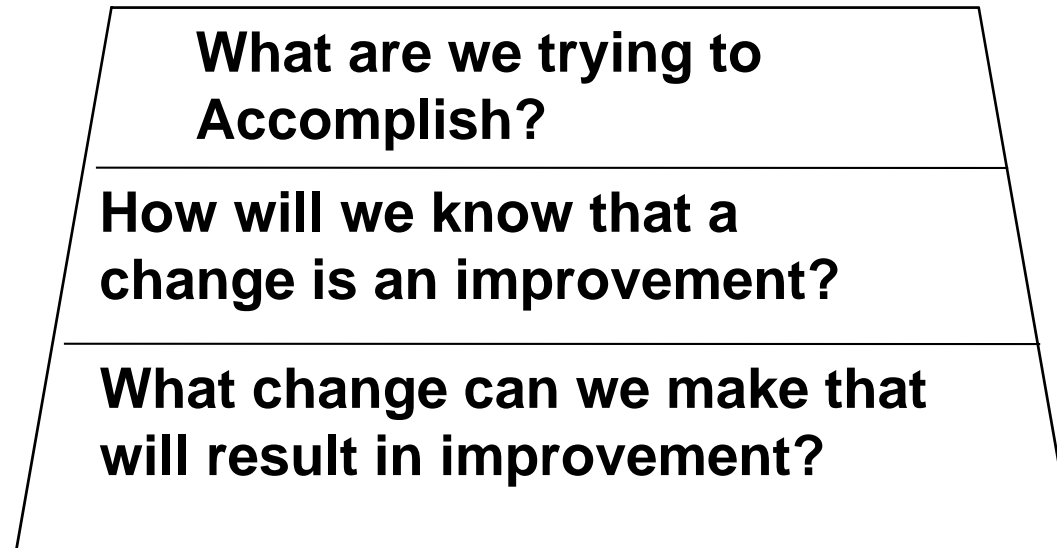 What are we trying to
Accomplish?
How will we know that a
change is an improvement?
What change can we make that
will result in improvement?